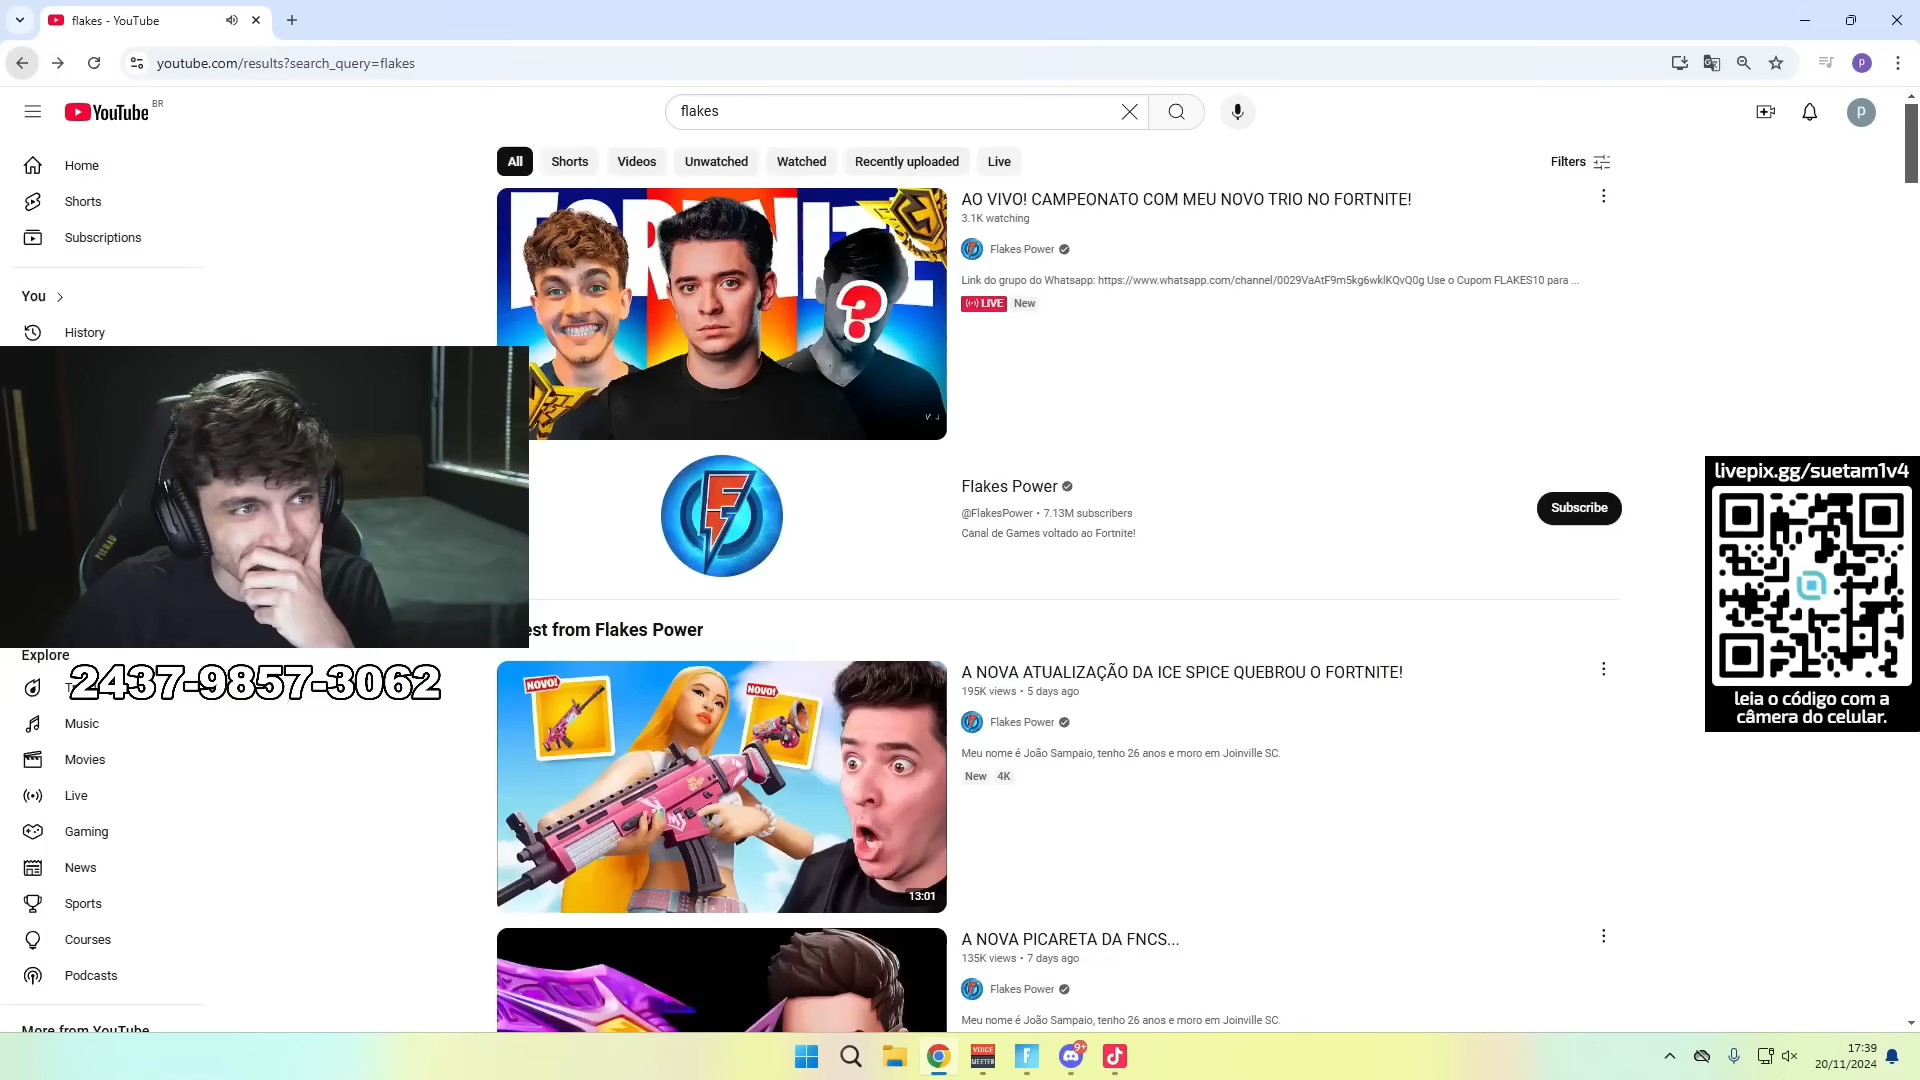 flakes - YouTube
youtube.com/results?search_query=flakes
P
YouTube
BR
flakes
p
All
Shorts
Videos
Unwatched
Watched
Recently uploaded
Live
Filters
Home
Shorts
Subscriptions
You
History
AO VIVO! CAMPEONATO COM MEU NOVO TRIO NO FORTNITE!
3.1K watching
Flakes Power
Link do grupo do Whatsapp: https://www.whatsapp.com/channel/0029VaAtF9m5kg6wklKQvQ0g Use o Cupom FLAKES10 para ...
LIVE
New
FORTNITE
?
PICHAU
Flakes Power
@FlakesPower • 7.13M subscribers
Canal de Games voltado ao Fortnite!
Subscribe
livepix.gg/suetam1v4
leia o código com a
câmera do celular.
est from Flakes Power
Explore
2437-9857-3062
Music
Movies
Live
Gaming
News
Sports
Courses
Podcasts
More from YouTube
NOVO!
NOVO!
13:01
A NOVA ATUALIZAÇÃO DA ICE SPICE QUEBROU O FORTNITE!
195K views • 5 days ago
Flakes Power
Meu nome é João Sampaio, tenho 26 anos e moro em Joinville SC.
New
4K
A NOVA PICARETA DA FNCS...
135K views • 7 days ago
Flakes Power
Meu nome é João Sampaio, tenho 26 anos e moro em Joinville SC.
VOICE
MEETER
F
9+
17:39
20/11/2024